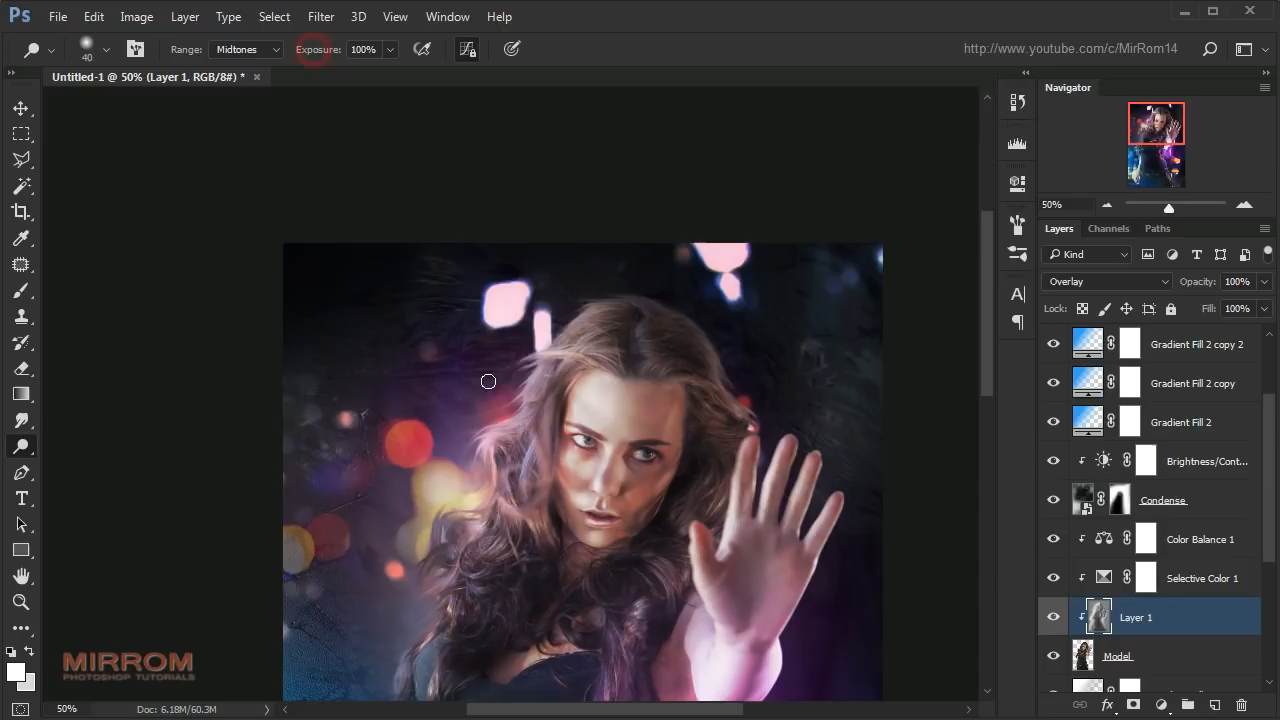 Ps File Edit Image Layer Type Select Filter 3D View Window Help
40 Range: Midtones Exposure: 100% http://www.youtube.com/c/MirRom14
Untitled-1 @ 50% (Layer 1, RGB/8#) * ×
Navigator
50%
Layers Channels Paths
Kind
Overlay Opacity: 100%
Lock: Fill: 100%
Gradient Fill 2 copy 2
Gradient Fill 2 copy
Gradient Fill 2
Brightness/Cont...
Condense
Color Balance 1
Selective Color 1
Layer 1
Model
MIRROM
PHOTOSHOP TUTORIALS
50% Doc: 6.18M/60.3M